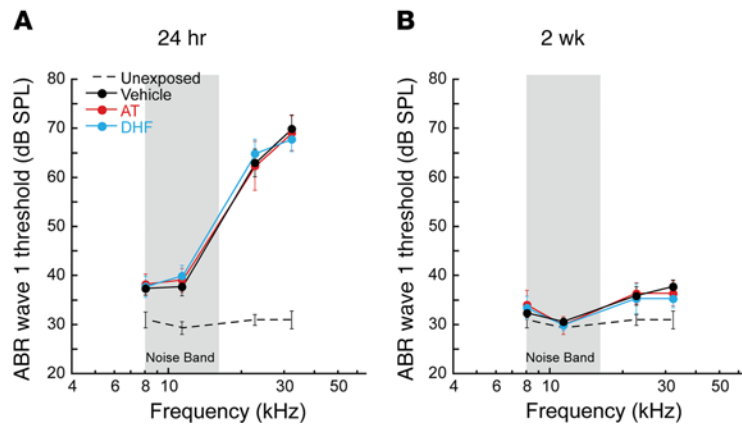 A
24 hr
ABR wave 1 threshold (dB SPL)
80
70
60
50
40
30
20
Unexposed
Vehicle
AT
DHF
Noise Band
4 6 8 10 20 30 50
Frequency (kHz)
B
2 wk
ABR wave 1 threshold (dB SPL)
80
70
60
50
40
30
20
Noise Band
4 6 8 10 20 30 50
Frequency (kHz)